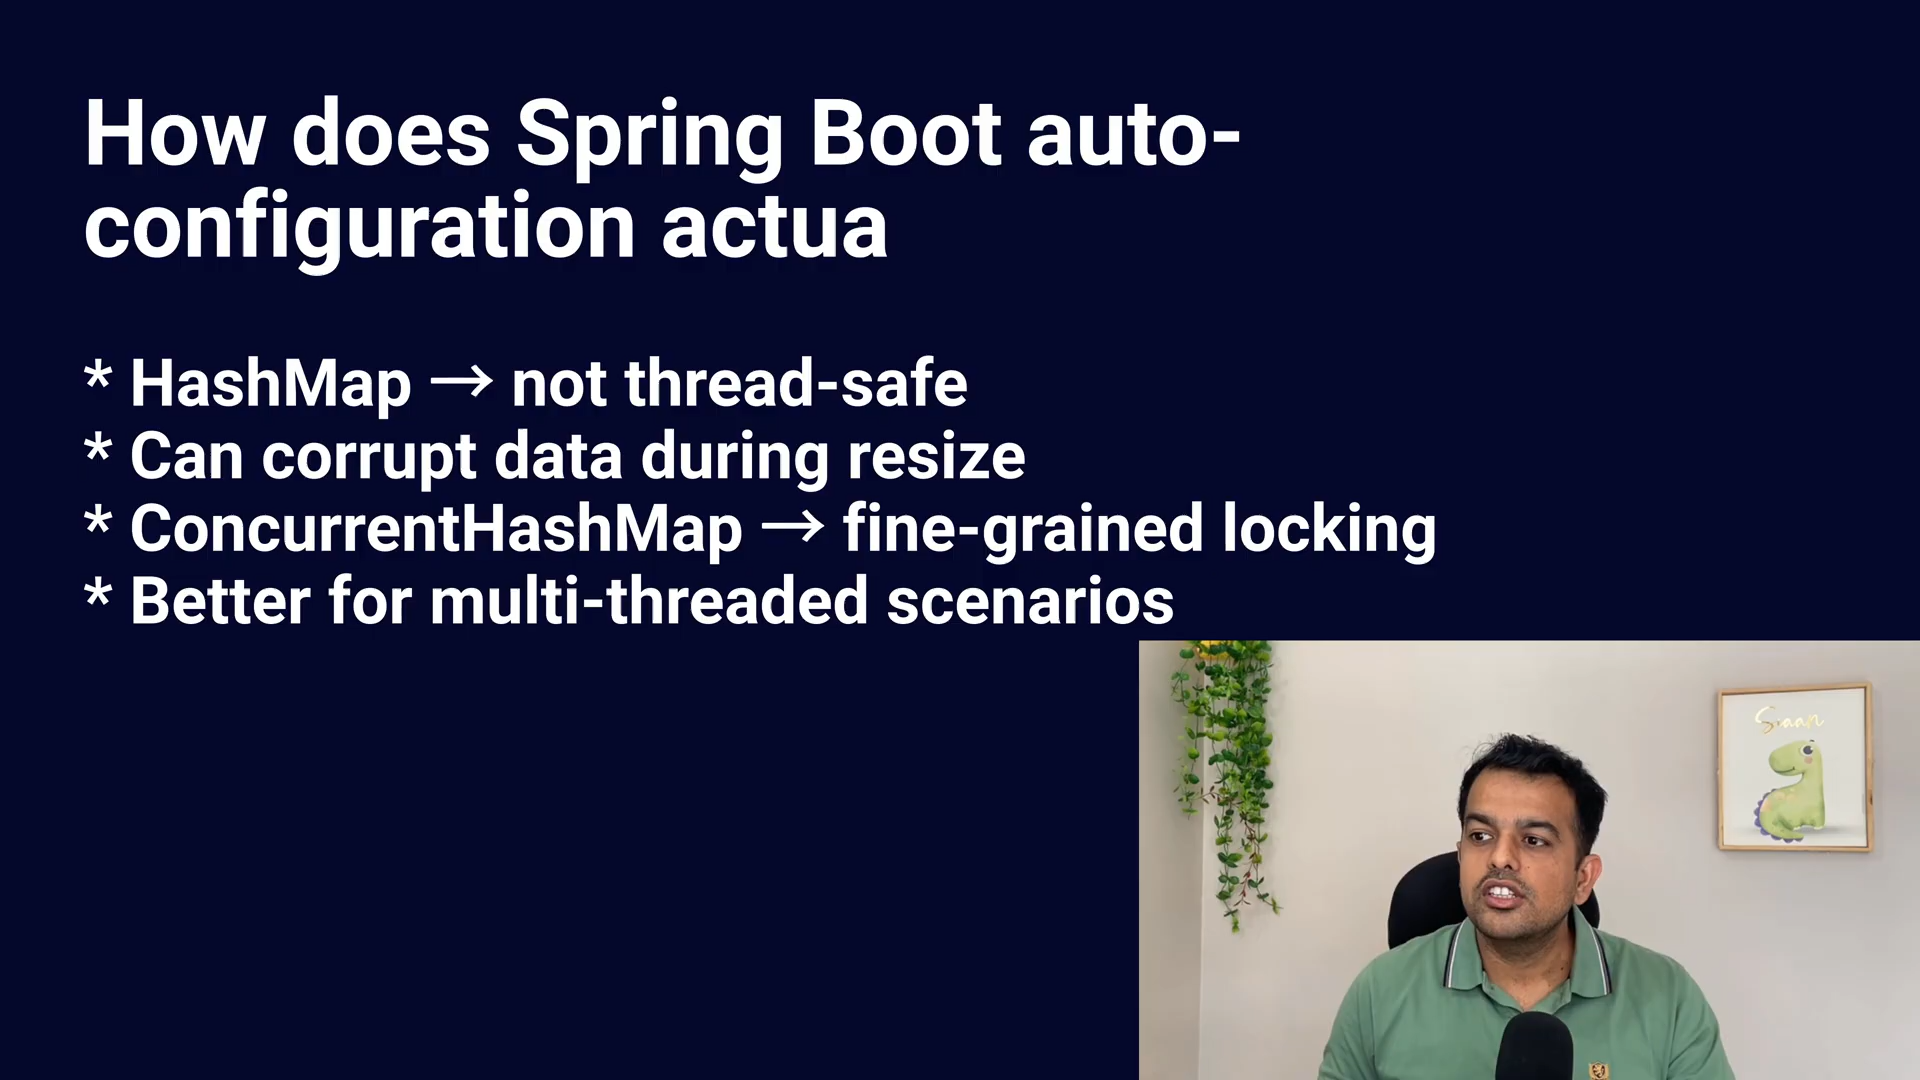 How does Spring Boot auto-
configuration actua
* HashMap → not thread-safe
* Can corrupt data during resize
* ConcurrentHashMap → fine-grained locking
* Better for multi-threaded scenarios